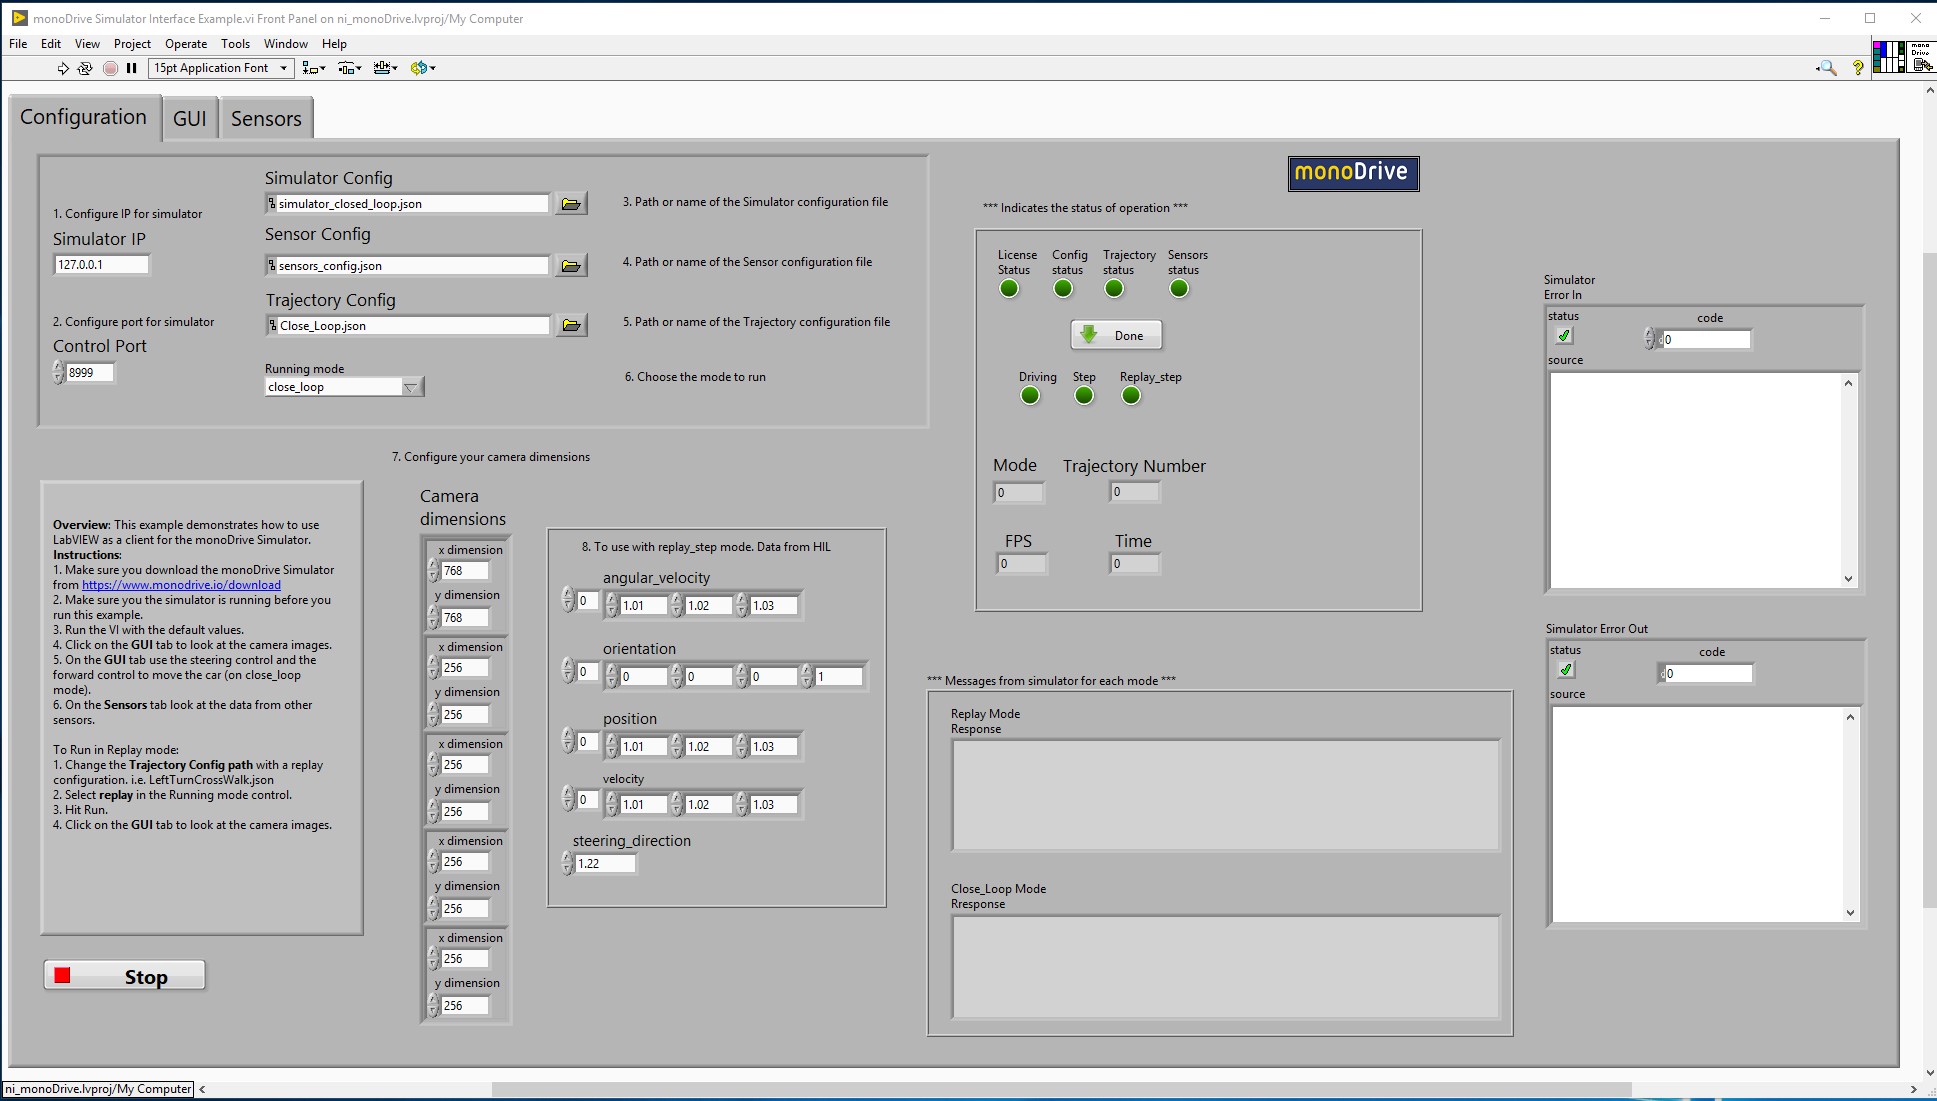 monoDrive Simulator Interface Example.vi Front Panel on ni_monoDrive.lvproj/My Computer
File Edit View Project Operate Tools Window Help
15pt Application Font
mono
Drive
Configuration GUI Sensors
1. Configure IP for simulator
Simulator IP
127.0.0.1
2. Configure port for simulator
Control Port
8999
Simulator Config
simulator_closed_loop.json
3. Path or name of the Simulator configuration file
Sensor Config
sensors_config.json
4. Path or name of the Sensor configuration file
Trajectory Config
Close_Loop.json
5. Path or name of the Trajectory configuration file
Running mode
close_loop
6. Choose the mode to run
7. Configure your camera dimensions
Overview: This example demonstrates how to use
LabVIEW as a client for the monoDrive Simulator.
Instructions:
1. Make sure you download the monoDrive Simulator
from https://www.monodrive.io/download
2. Make sure you the simulator is running before you
run this example.
3. Run the VI with the default values.
4. Click on the GUI tab to look at the camera images.
5. On the GUI tab use the steering control and the
forward control to move the car (on close_loop
mode).
6. On the Sensors tab look at the data from other
sensors.
To Run in Replay mode:
1. Change the Trajectory Config path with a replay
configuration. i.e. LeftTurnCrossWalk.json
2. Select replay in the Running mode control.
3. Hit Run.
4. Click on the GUI tab to look at the camera images.
Stop
Camera
dimensions
x dimension
768
y dimension
768
x dimension
256
y dimension
256
x dimension
256
y dimension
256
x dimension
256
y dimension
256
x dimension
256
y dimension
256
8. To use with replay_step mode. Data from HIL
angular_velocity
0 1.01 1.02 1.03
orientation
0 0 0 0 1
position
0 1.01 1.02 1.03
velocity
0 1.01 1.02 1.03
steering_direction
1.22
monoDrive
*** Indicates the status of operation ***
License Status
Config status
Trajectory status
Sensors status
Done
Driving Step Replay_step
Mode Trajectory Number
0 0
FPS Time
0 0
*** Messages from simulator for each mode ***
Replay Mode
Response
Close_Loop Mode
Rresponse
Simulator
Error In
status code
d0
source
Simulator Error Out
status code
d0
source
ni_monoDrive.lvproj/My Computer